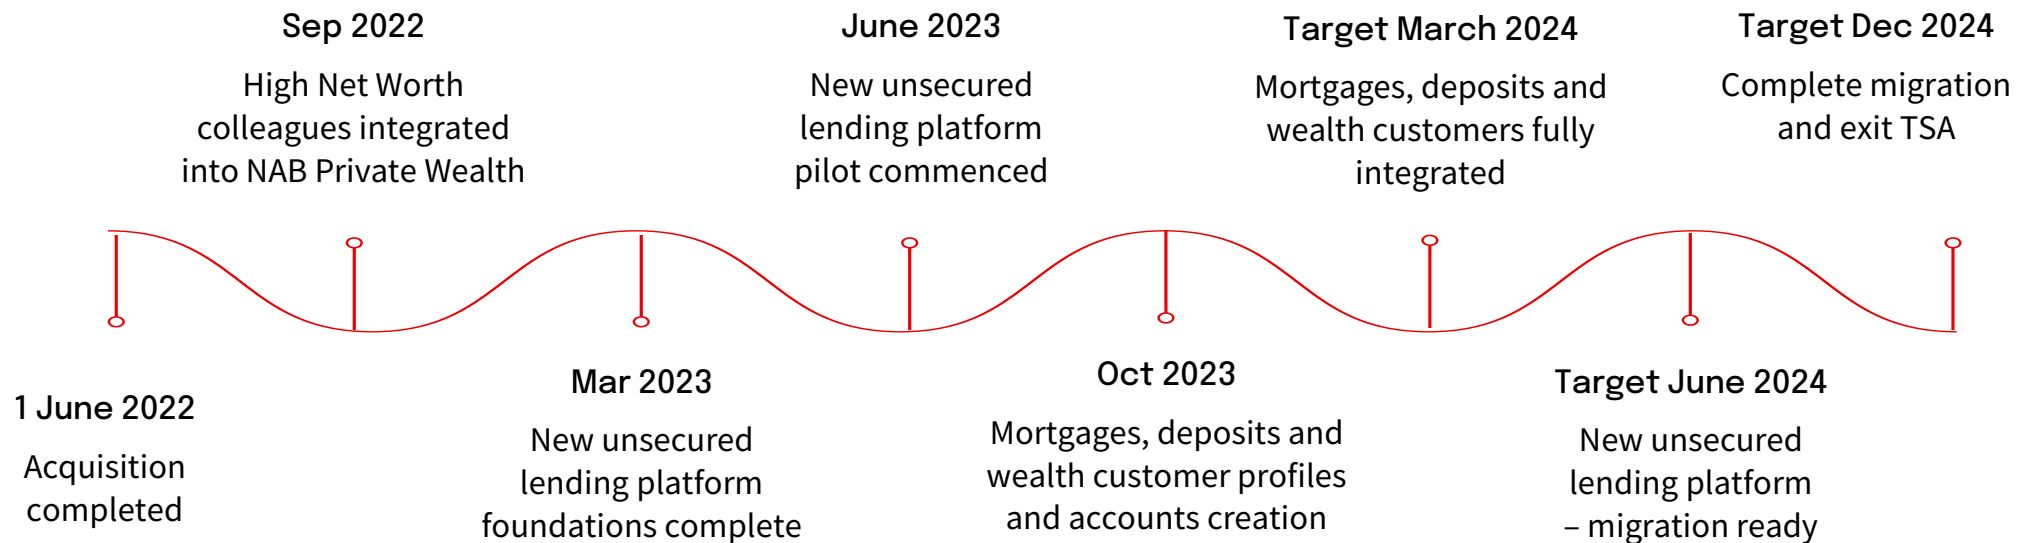 Sep 2022
High Net Worth
colleagues integrated
into NAB Private Wealth
June 2023
New unsecured
lending platform
pilot commenced
Target March 2024
Mortgages, deposits and
wealth customers fully
integrated
Target Dec 2024
Complete migration
and exit TSA
1 June 2022
Acquisition
completed
Mar 2023
New unsecured
lending platform
foundations complete
Oct 2023
Mortgages, deposits and
wealth customer profiles
and accounts creation
Target June 2024
New unsecured
lending platform
– migration ready